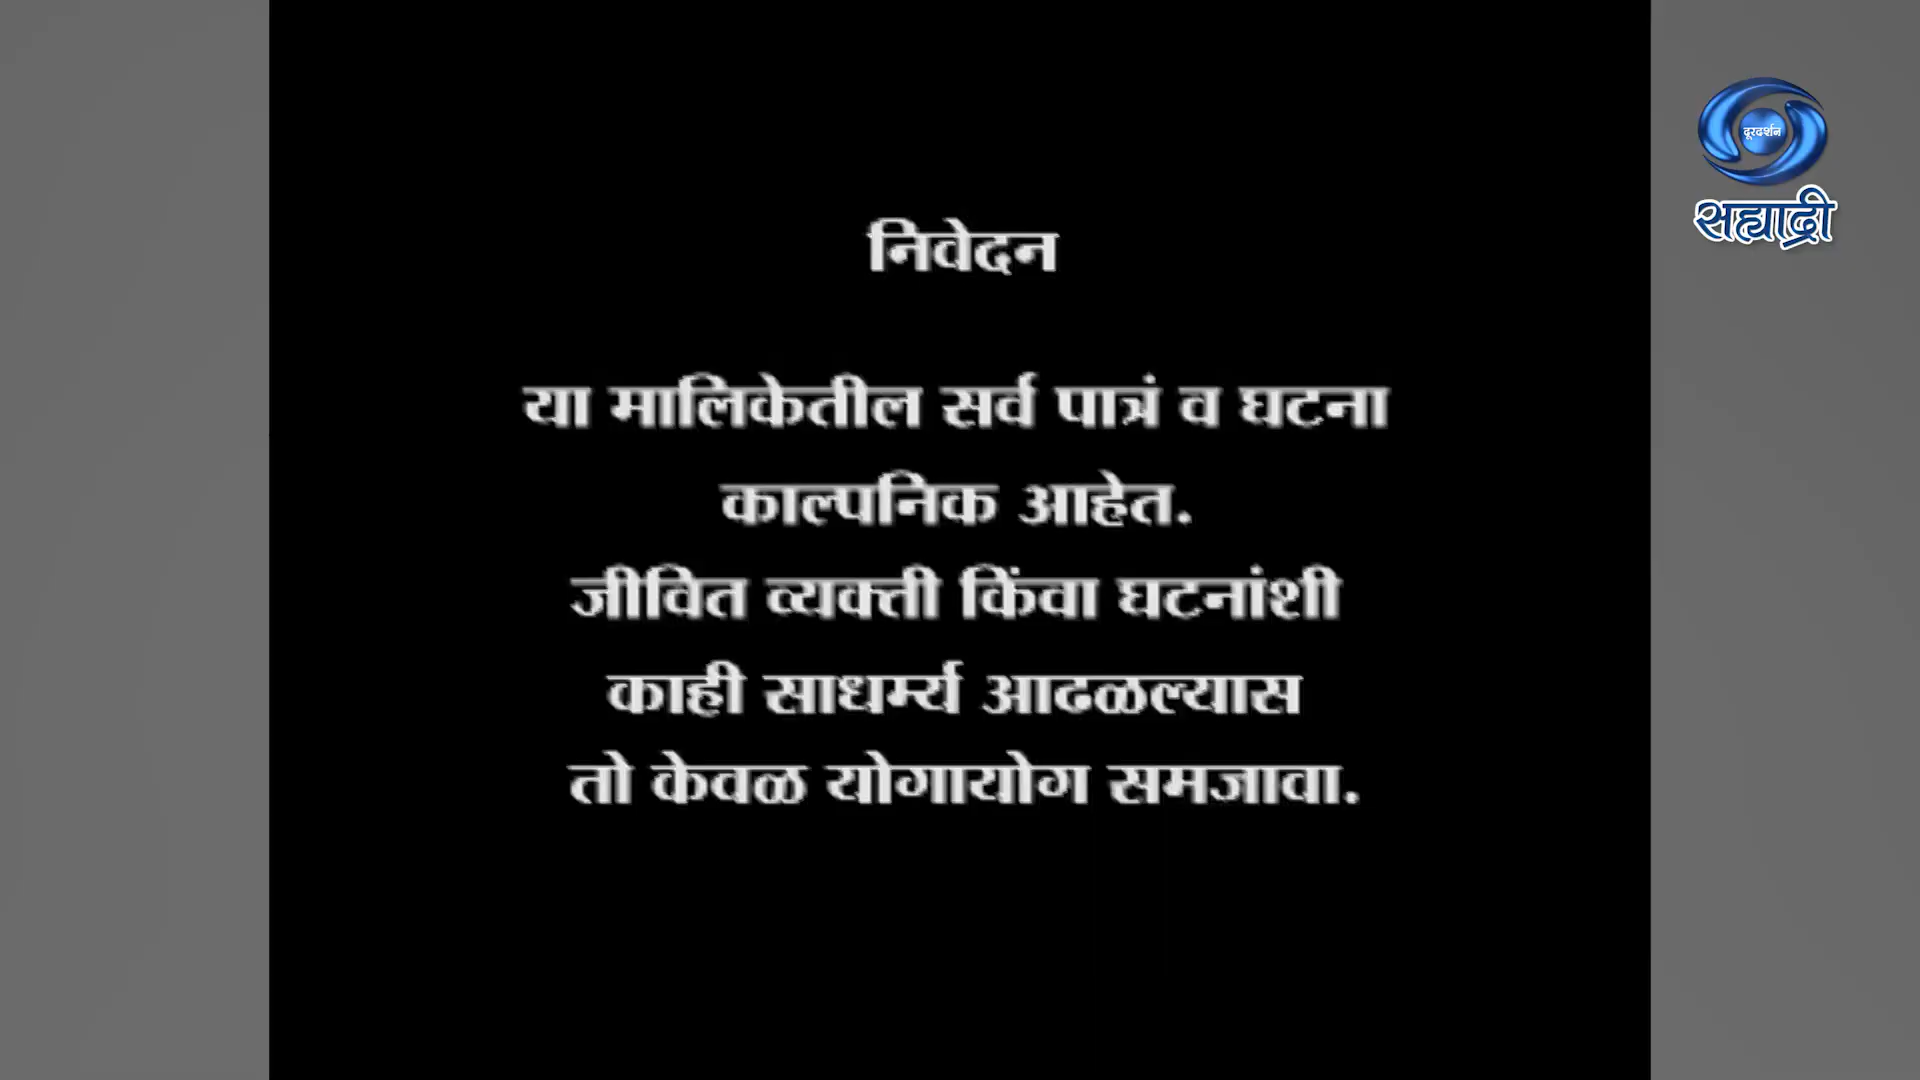 दूरदर्शन
सह्याद्री
निवेदन
या मालिकेतील सर्व पात्रं व घटना
काल्पनिक आहेत.
जीवित व्यक्ती किंवा घटनांशी
काही साधर्म्य आढळल्यास
तो केवळ योगायोग समजावा.